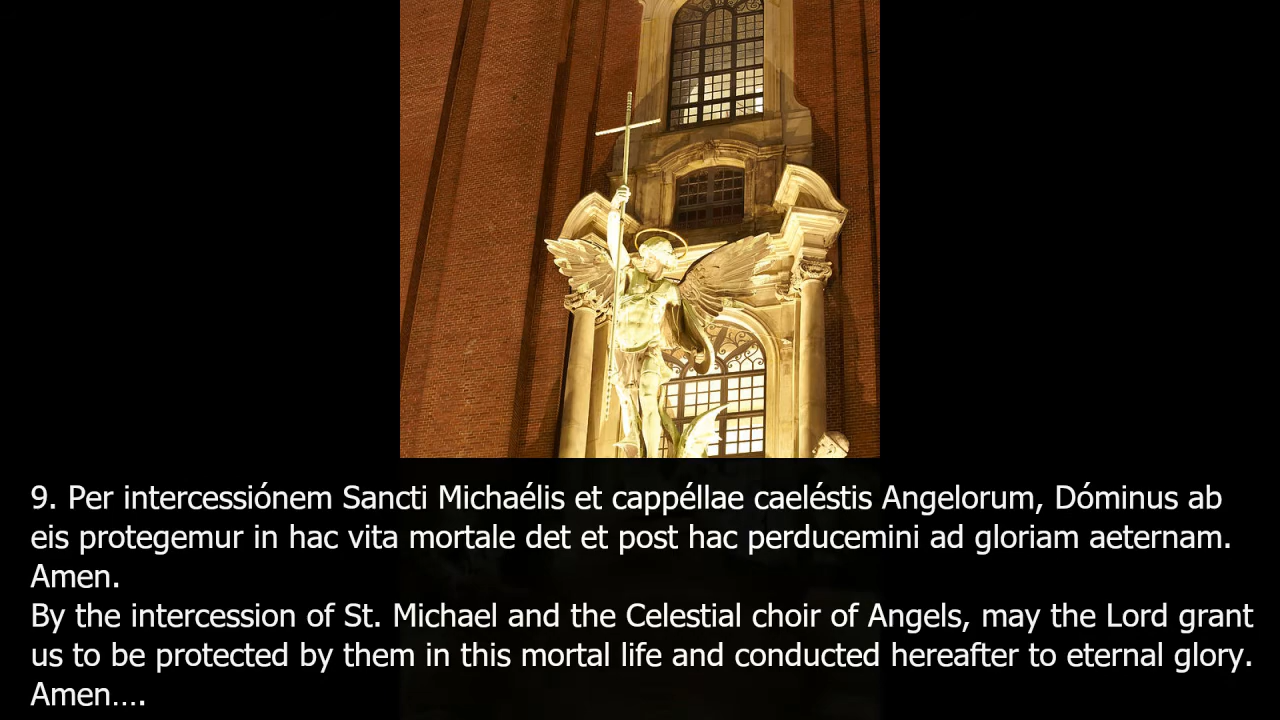 9. Per intercessiónem Sancti Michaélis et cappéllae caeléstis Angelorum, Dóminus ab
eis protegemur in hac vita mortale det et post hac perducemini ad gloriam aeternam.
Amen.
By the intercession of St. Michael and the Celestial choir of Angels, may the Lord grant
us to be protected by them in this mortal life and conducted hereafter to eternal glory.
Amen….